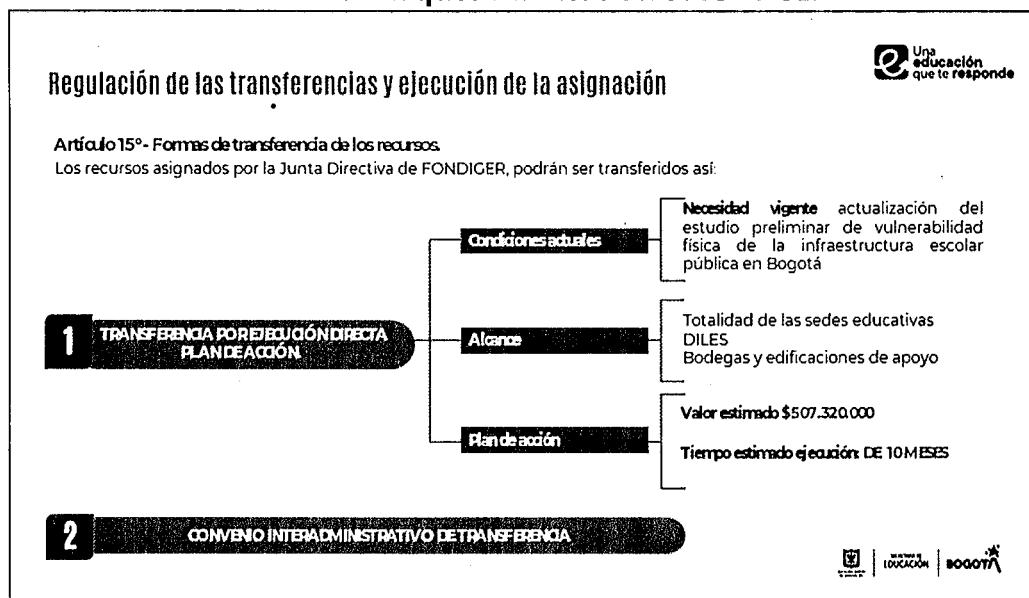 Una
educación
que te responde
Regulación de las transferencias y ejecución de la asignación
Artículo 15º- Formas de transferencia de los recursos.
Los recursos asignados por la Junta Directiva de FONDIGER, podrán ser transferidos así:
Condiciones actuales
Necesidad vigente actualización del
estudio preliminar de vulnerabilidad
física de la infraestructura escolar
pública en Bogotá
1
TRANSFERENCIA POR EJECUCIÓN DIRECTA
PLAN DE ACCIÓN.
Alcance
Totalidad de las sedes educativas
DILES
Bodegas y edificaciones de apoyo
Plan de acción
Valor estimado $507.320.000
Tiempo estimado ejecución: DE 10 MESES
2
CONVENIO INTERADMINISTRATIVO DE TRANSFERENCIA
EDUCACIÓN
BOGOTÁ